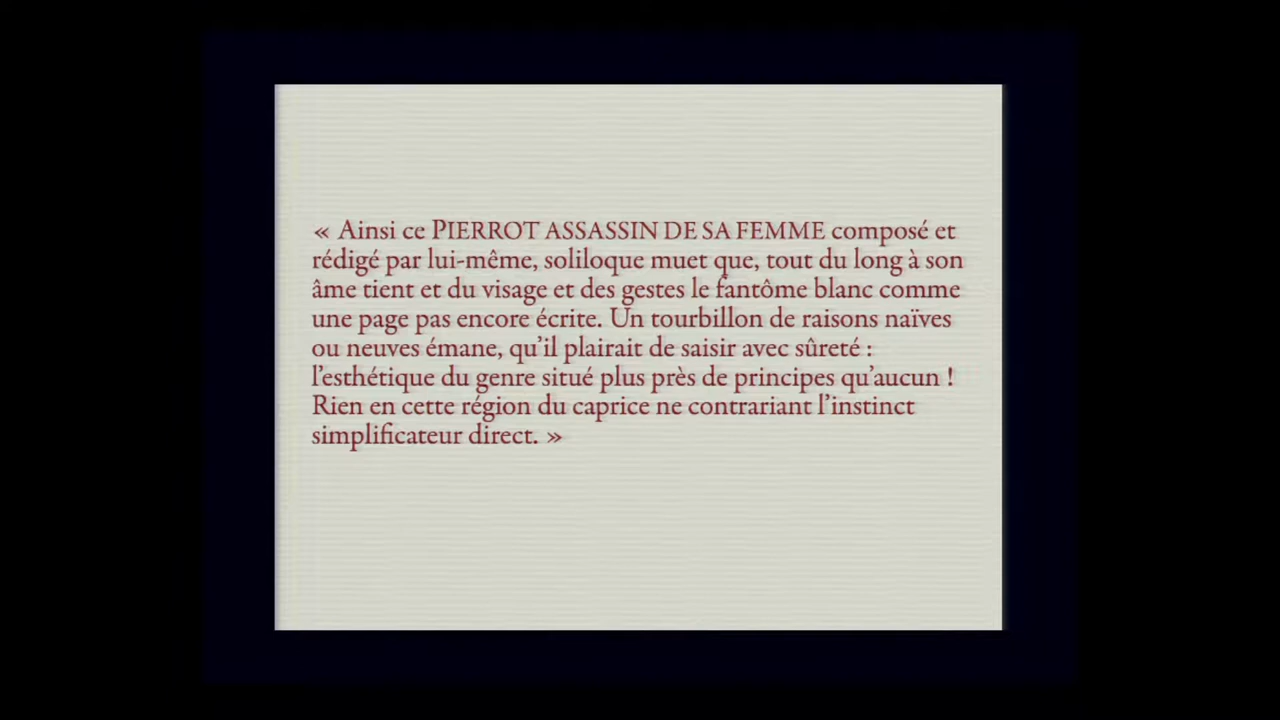 « Ainsi ce PIERROT ASSASSIN DE SA FEMME composé et
rédigé par lui-même, soliloque muet que, tout du long à son
âme tient et du visage et des gestes le fantôme blanc comme
une page pas encore écrite. Un tourbillon de raisons naïves
ou neuves émane, qu’il plairait de saisir avec sûreté :
l’esthétique du genre situé plus près de principes qu’aucun !
Rien en cette région du caprice ne contrariant l’instinct
simplificateur direct. »